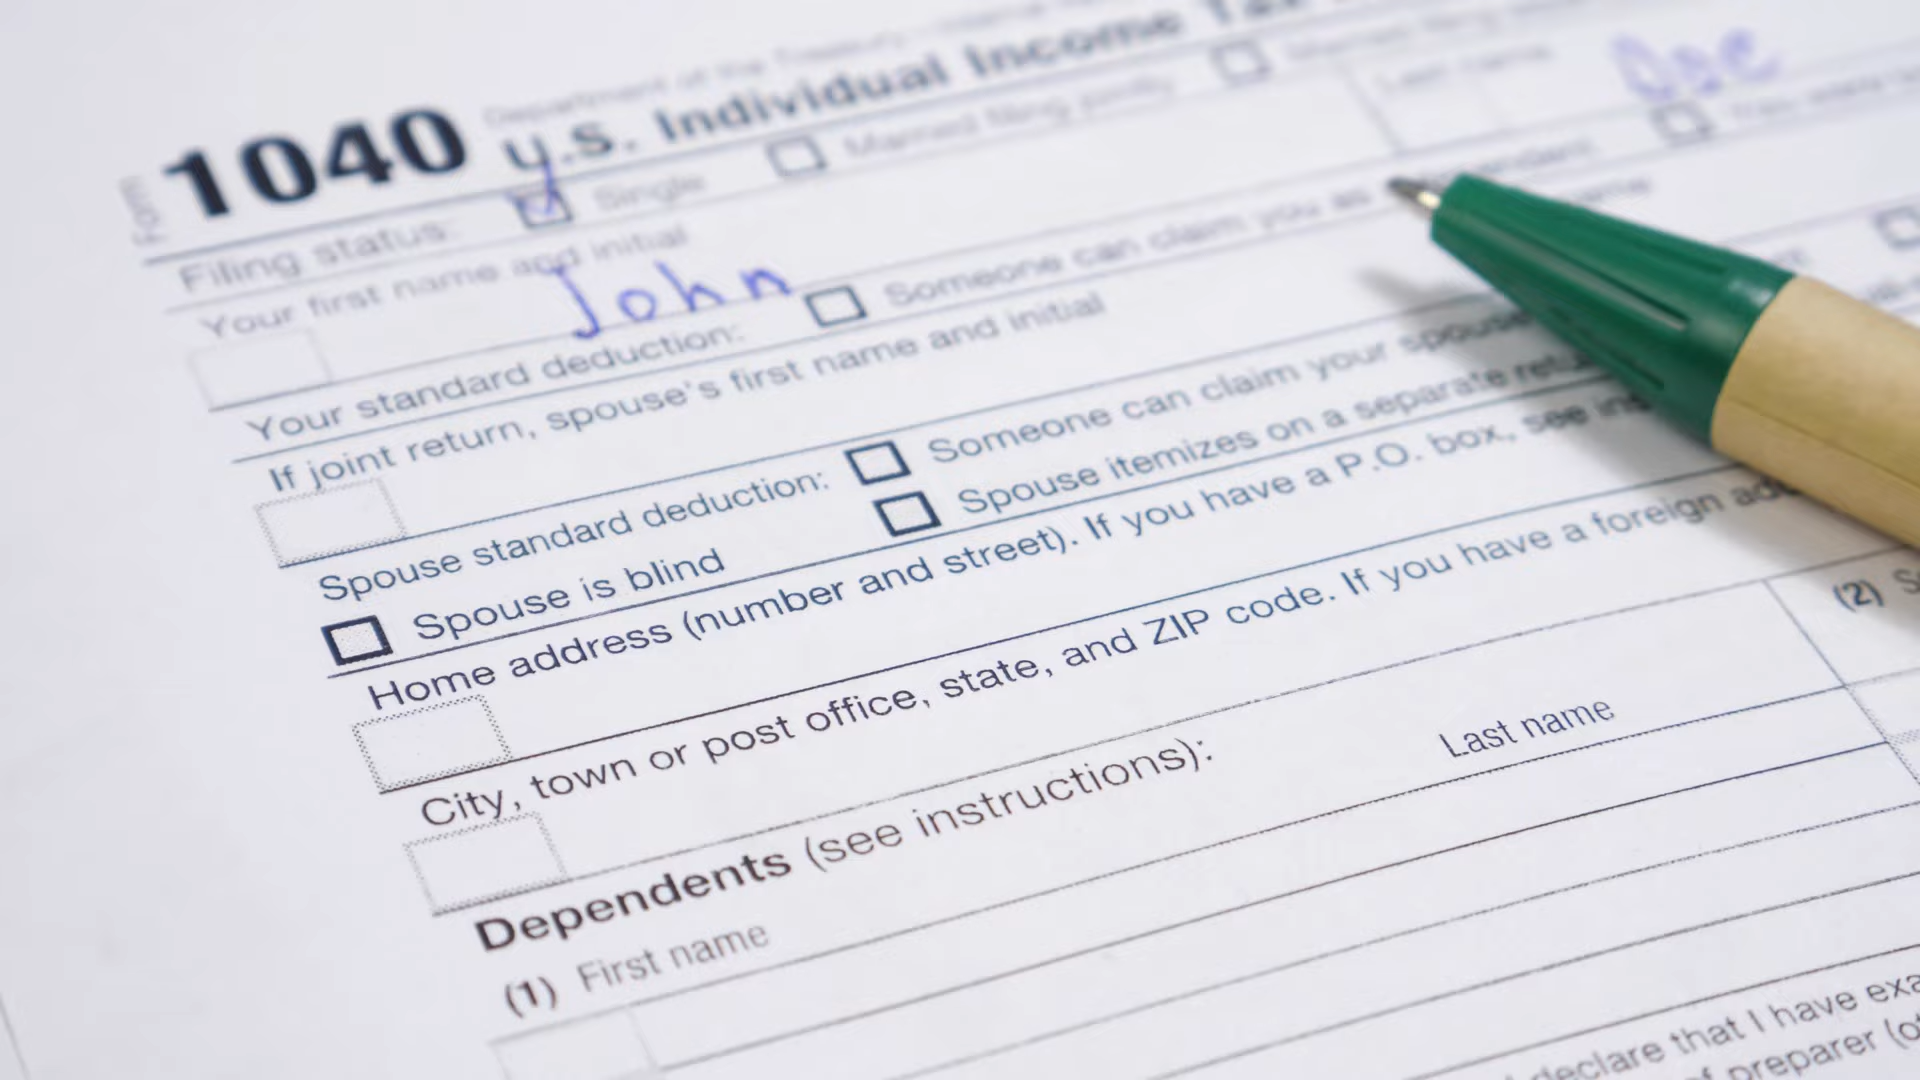 Form 1040 U.S. Individual Income Tax
Filing status: Single Married filing jointly
Your first name and initial Last name
John Doe
Your standard deduction: Someone can claim you as
If joint return, spouse's first name and initial
Spouse standard deduction: Someone can claim your spouse
Spouse is blind Spouse itemizes on a separate
Home address (number and street). If you have a P.O. box, see
City, town or post office, state, and ZIP code. If you have a foreign
Dependents (see instructions): (2)
(1) First name Last name
declare that I have
preparer